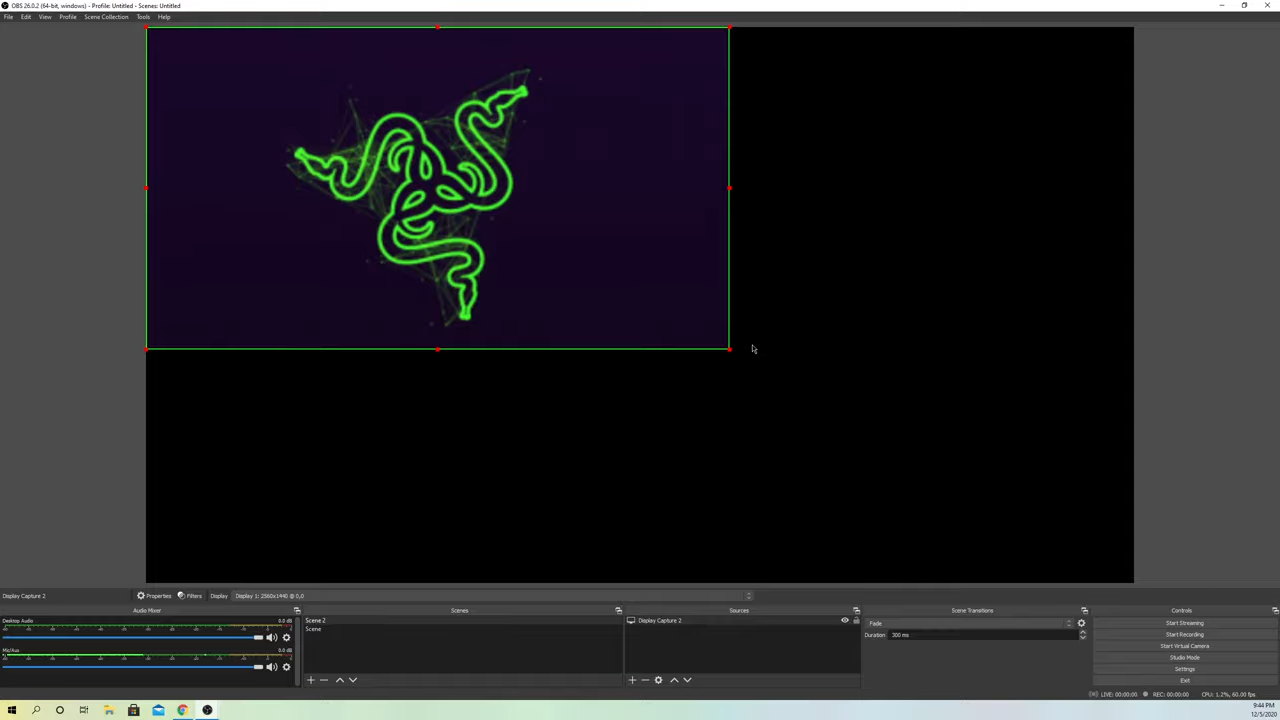 OBS 26.0.2 (64-bit, windows) - Profile: Untitled - Scenes: Untitled
File Edit View Profile Scene Collection Tools Help
Display Capture 2 Properties Filters Display Display 1: 2560x1440 @ 0,0
Audio Mixer
Desktop Audio 0.0 dB
Mic/Aux 0.0 dB
Scenes
Scene 2
Scene
Sources
Display Capture 2
Scene Transitions
Fade
Duration 300 ms
Controls
Start Streaming
Start Recording
Start Virtual Camera
Studio Mode
Settings
Exit
LIVE: 00:00:00 REC: 00:00:00 CPU: 1.2%, 60.00 fps
9:44 PM
12/5/2020